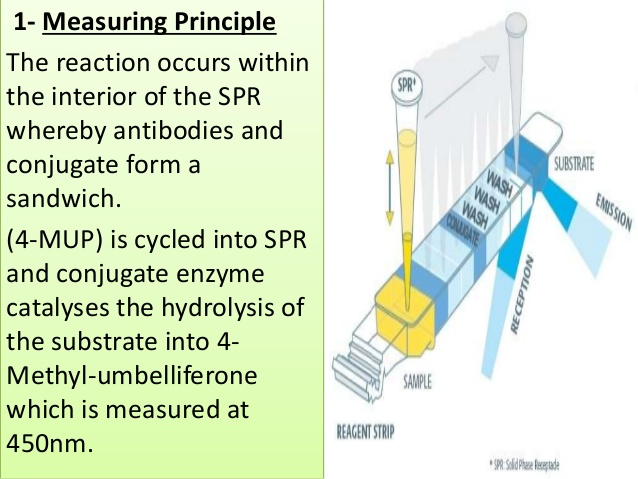 1- Measuring Principle
The reaction occurs within
the interior of the SPR
whereby antibodies and
conjugate form a
sandwich.
(4-MUP) is cycled into SPR
and conjugate enzyme
catalyses the hydrolysis of
the substrate into 4-
Methyl-umbelliferone
which is measured at
450nm.
SPR*
SUBSTRATE
WASH
WASH
WASH
CONJUGATE
EMISSION
RECEPTION
SAMPLE
REAGENT STRIP
* SPR: Solid Phase Receptacle